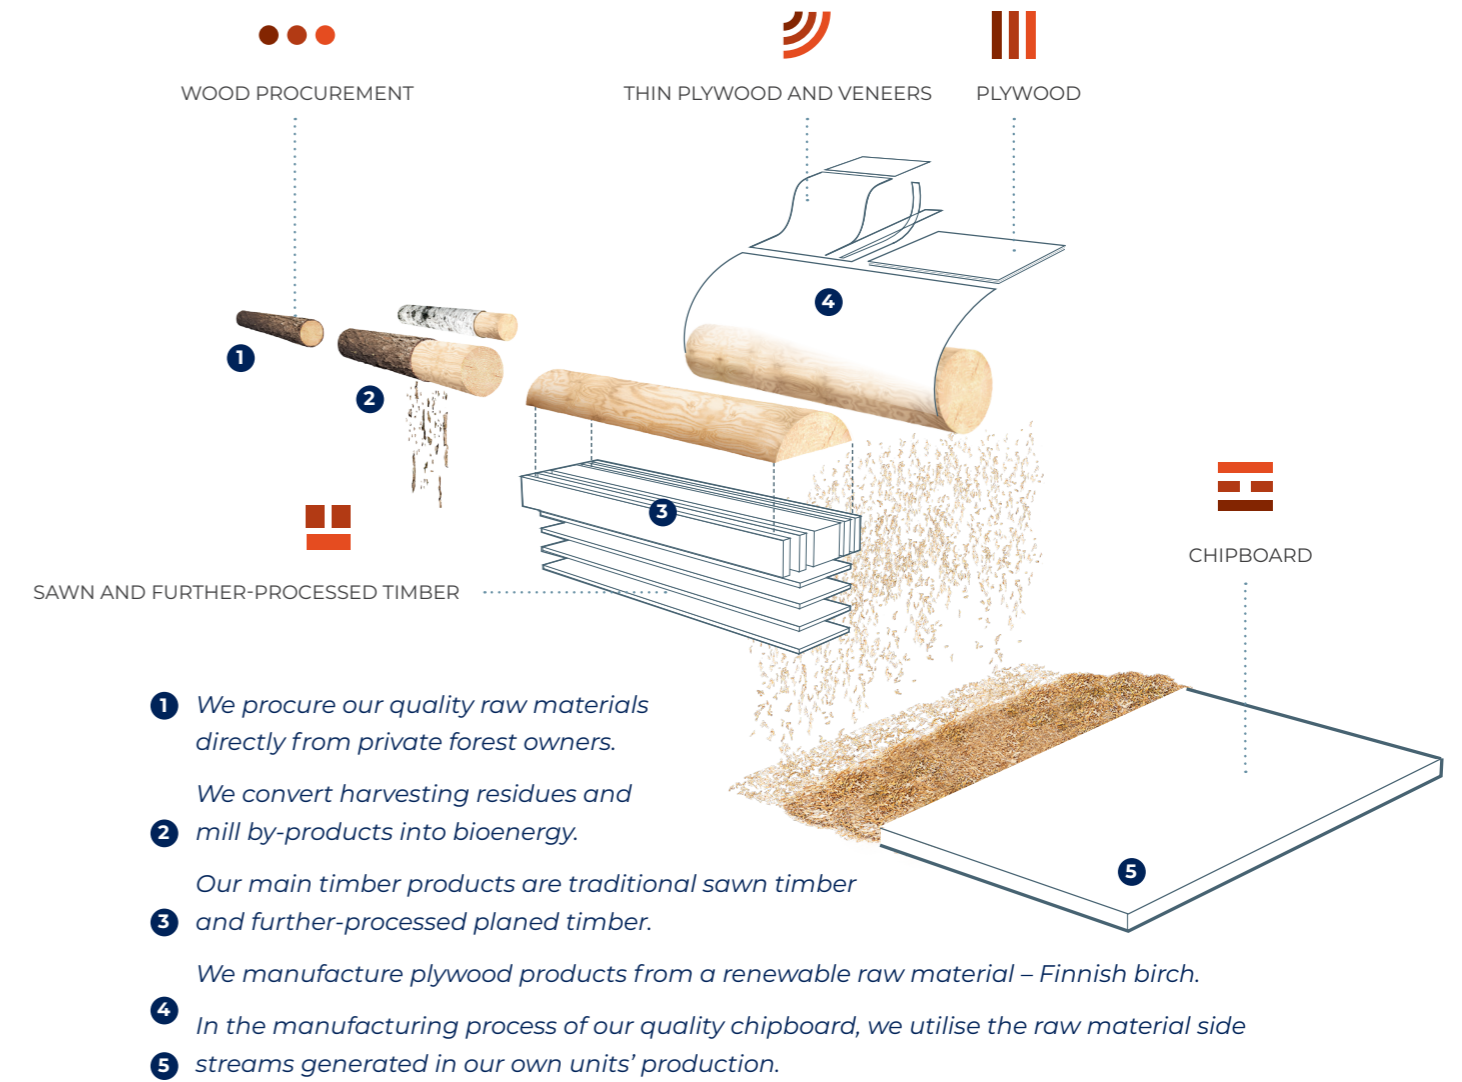 WOOD PROCUREMENT
THIN PLYWOOD AND VENEERS
PLYWOOD
4
1
2
3
CHIPBOARD
SAWN AND FURTHER-PROCESSED TIMBER
5
1 We procure our quality raw materials
directly from private forest owners.
We convert harvesting residues and
2 mill by-products into bioenergy.
Our main timber products are traditional sawn timber
3 and further-processed planed timber.
We manufacture plywood products from a renewable raw material – Finnish birch.
4
In the manufacturing process of our quality chipboard, we utilise the raw material side
5 streams generated in our own units’ production.